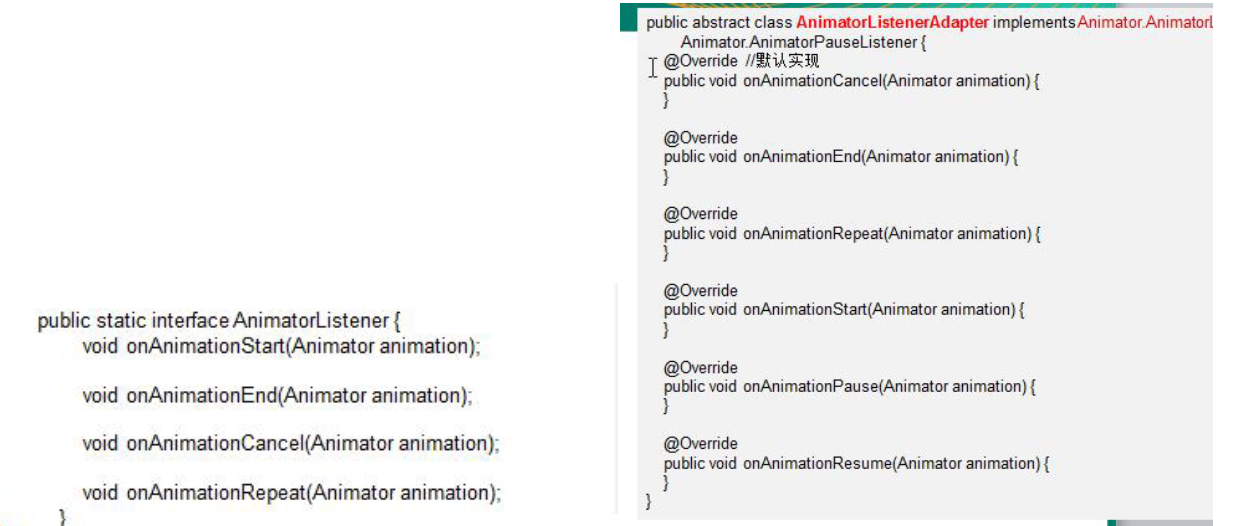 public static interface AnimatorListener {
void onAnimationStart(Animator animation);
void onAnimationEnd(Animator animation);
void onAnimationCancel(Animator animation);
void onAnimationRepeat(Animator animation);
}
public abstract class AnimatorListenerAdapter implements Animator.
Animator.AnimatorPauseListener {
@Override //默认实现
public void onAnimationCancel(Animator animation) {
}
@Override
public void onAnimationEnd(Animator animation) {
}
@Override
public void onAnimationRepeat(Animator animation) {
}
@Override
public void onAnimationStart(Animator animation) {
}
@Override
public void onAnimationPause(Animator animation) {
}
@Override
public void onAnimationResume(Animator animation) {
}
}